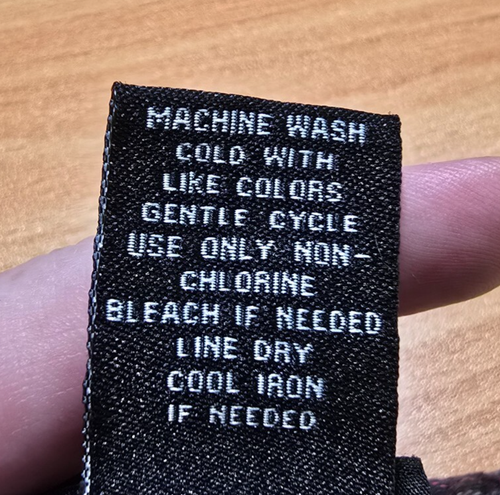 MACHINE WASH
COLD WITH
LIKE COLORS
GENTLE CYCLE
USE ONLY NON-
CHLORINE
BLEACH IF NEEDED
LINE DRY
COOL IRON
IF NEEDED